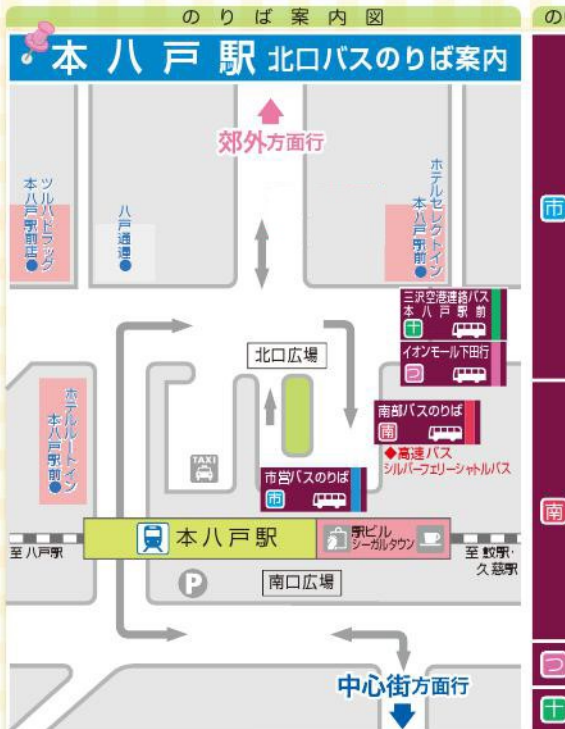 のりば案内図
の
本八戸駅 北口バスのりば案内
郊外方面行
ツルハドラッグ
本八戸駅前店
八戸通運
ホテルセレクトイン
本八戸駅前
市
三沢空港連絡バス
本八戸駅前
十
イオンモール下田行
つ
北口広場
南部バスのりば
南
◆高速バス
シルバーフェリーシャトルバス
ホテルルートイン
本八戸駅前
TAXI
市営バスのりば
市
南
至 八戸駅
本八戸駅
駅ビル
シーガルタウン
至 鮫駅・
久慈駅
P
南口広場
つ
中心街方面行
十